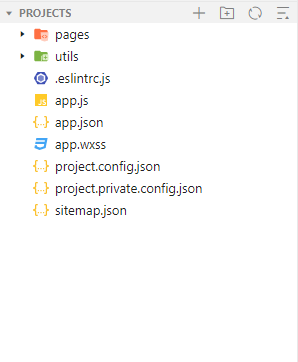 PROJECTS
pages
utils
.eslintrc.js
app.js
app.json
app.wxss
project.config.json
project.private.config.json
sitemap.json